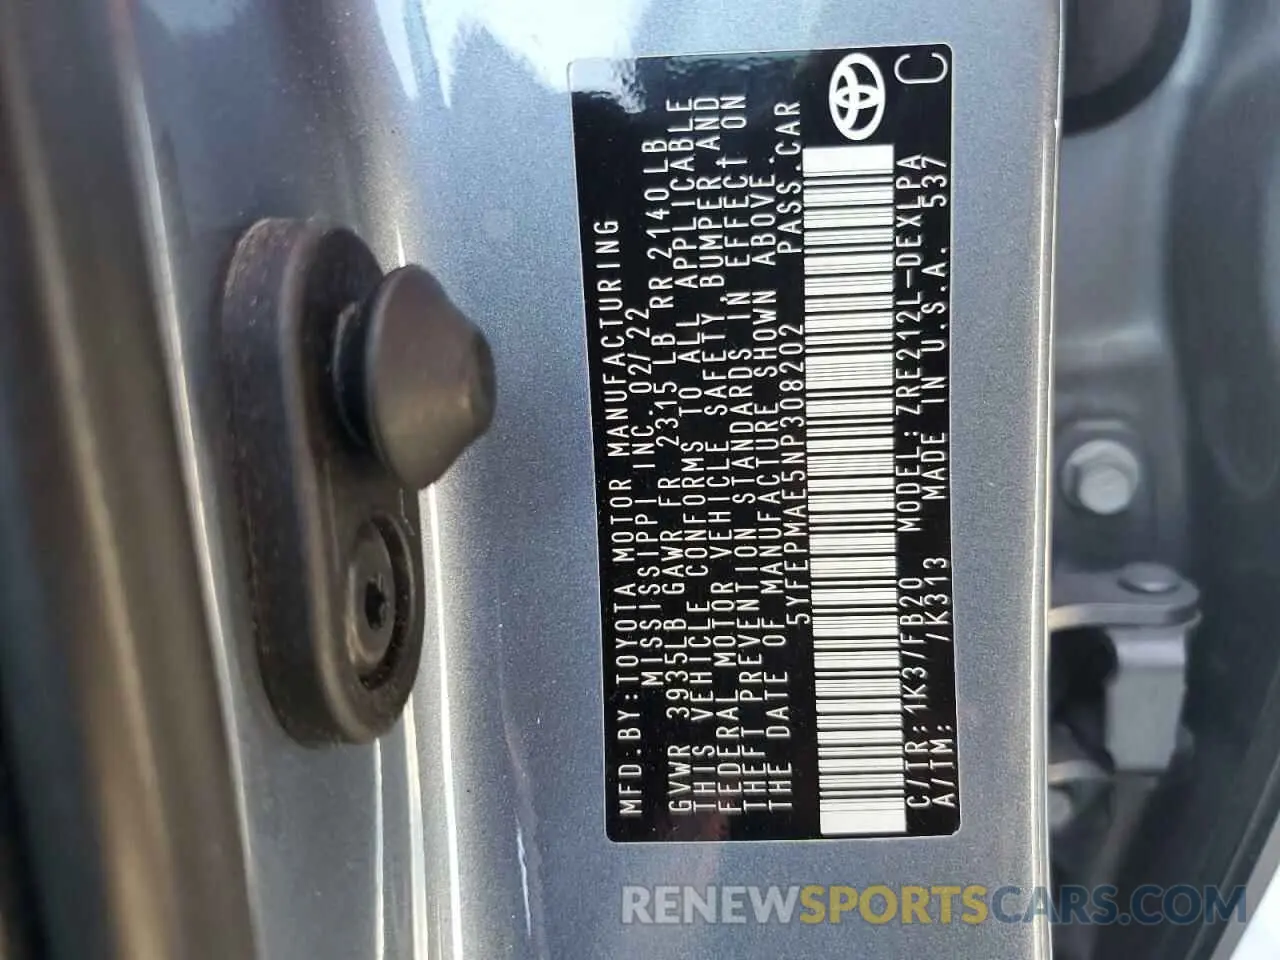 MFD.BY:TOYOTA MOTOR MANUFACTURING
MISSISSIPPI INC. 02/22
GVWR 3935LB GAWR FR 2315 LB RR 2140LB
THIS VEHICLE CONFORMS TO ALL APPLICABLE
FEDERAL MOTOR VEHICLE SAFETY, BUMPER, AND
THEFT PREVENTION STANDARDS IN EFFECT ON
THE DATE OF MANUFACTURE SHOWN ABOVE.
5YFEPMAE5NP308202 PASS.CAR
C/TR: 1K3/FB20 MODEL: ZRE212L-DEXLPA
A/TM: /K313 MADE IN U.S.A. 537
C
RENEWSPORTSCARS.COM